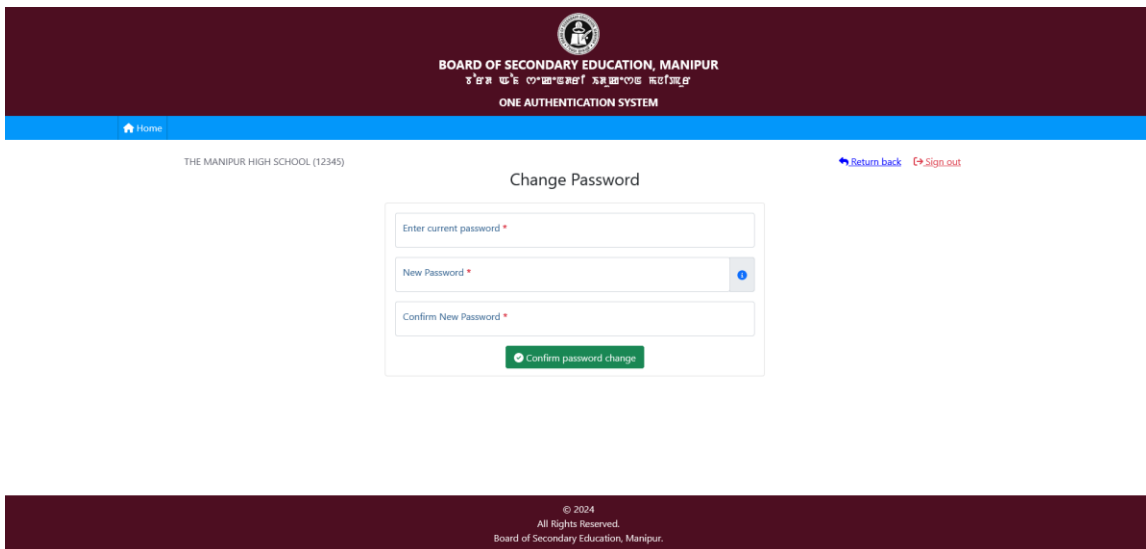 BOARD OF SECONDARY EDUCATION, MANIPUR
ONE AUTHENTICATION SYSTEM
Home
THE MANIPUR HIGH SCHOOL (12345)
Return back Sign out
Change Password
Enter current password *
New Password *
Confirm New Password *
Confirm password change
© 2024
All Rights Reserved.
Board of Secondary Education, Manipur.